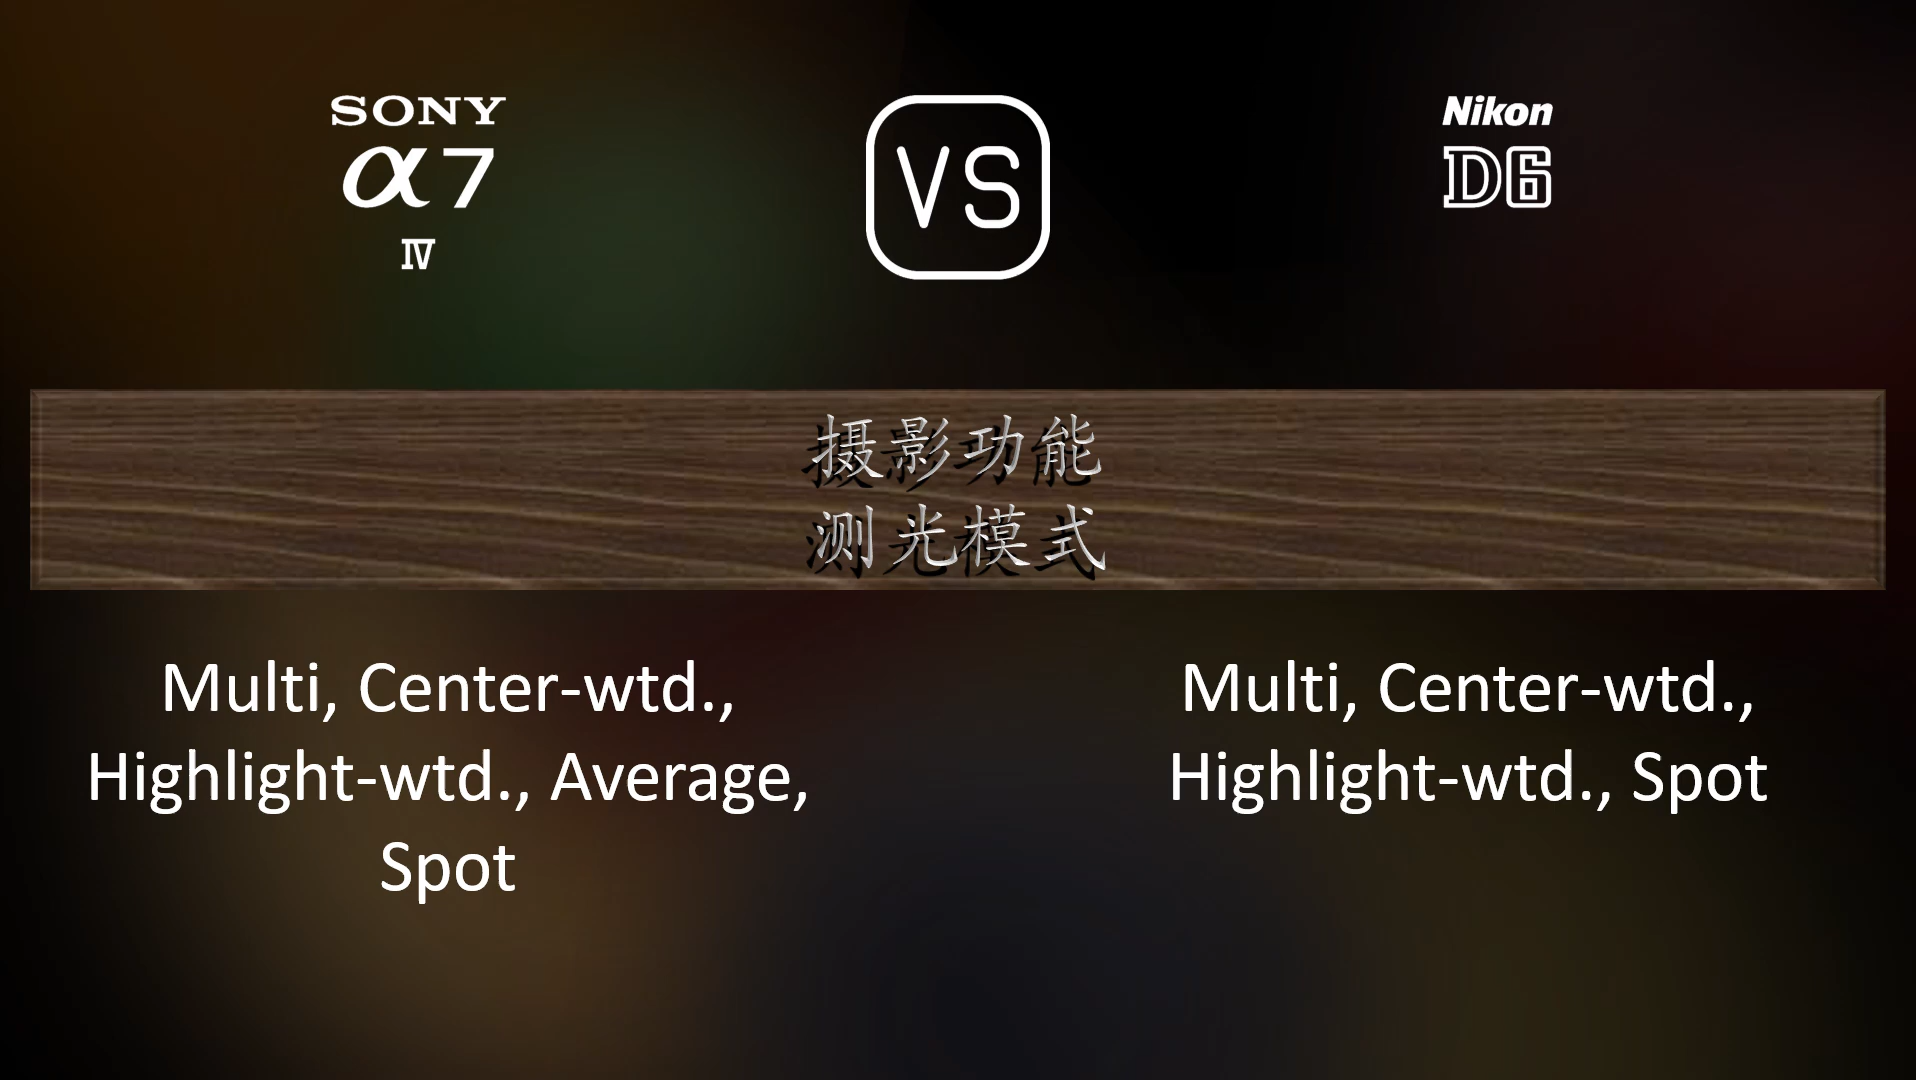 SONY
α7
IV
VS
Nikon
D6
摄影功能
测光模式
Multi, Center-wtd.,
Highlight-wtd., Average,
Spot
Multi, Center-wtd.,
Highlight-wtd., Spot